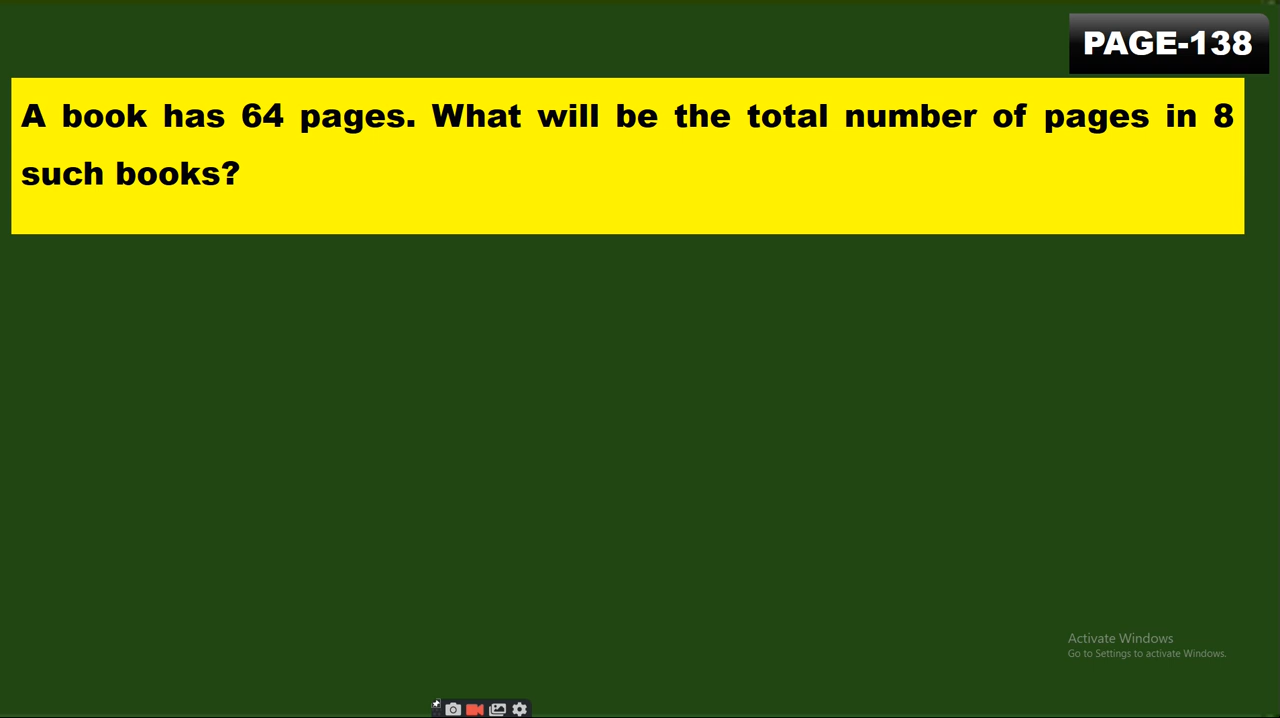 PAGE-138
A book has 64 pages. What will be the total number of pages in 8
such books?
Activate Windows
Go to Settings to activate Windows.